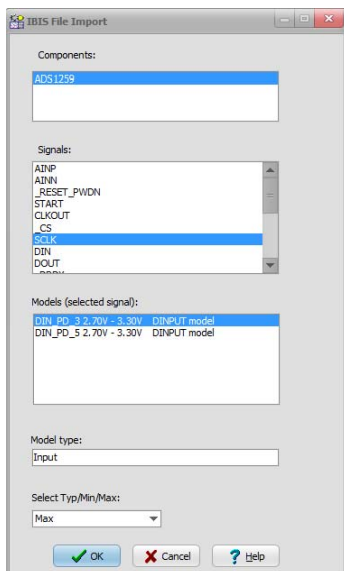 IBIS File Import
Components:
ADS1259
Signals:
AINP
AINN
_RESET_PWDN
START
CLKOUT
_CS
SCLK
DIN
DOUT
Models (selected signal):
DIN_PD_3 2.70V - 3.30V DINPUT model
DIN_PD_5 2.70V - 3.30V DINPUT model
Model type:
Input
Select Typ/Min/Max:
Max
OK
Cancel
? Help